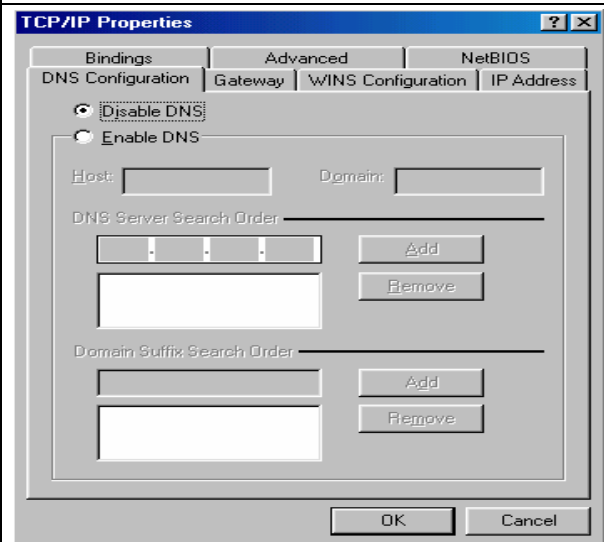 TCP/IP Properties
? ×
Bindings Advanced NetBIOS
DNS Configuration Gateway WINS Configuration IP Address
Disable DNS
Enable DNS
Host: Domain:
DNS Server Search Order
. . . Add
Remove
Domain Suffix Search Order
Add
Remove
OK Cancel